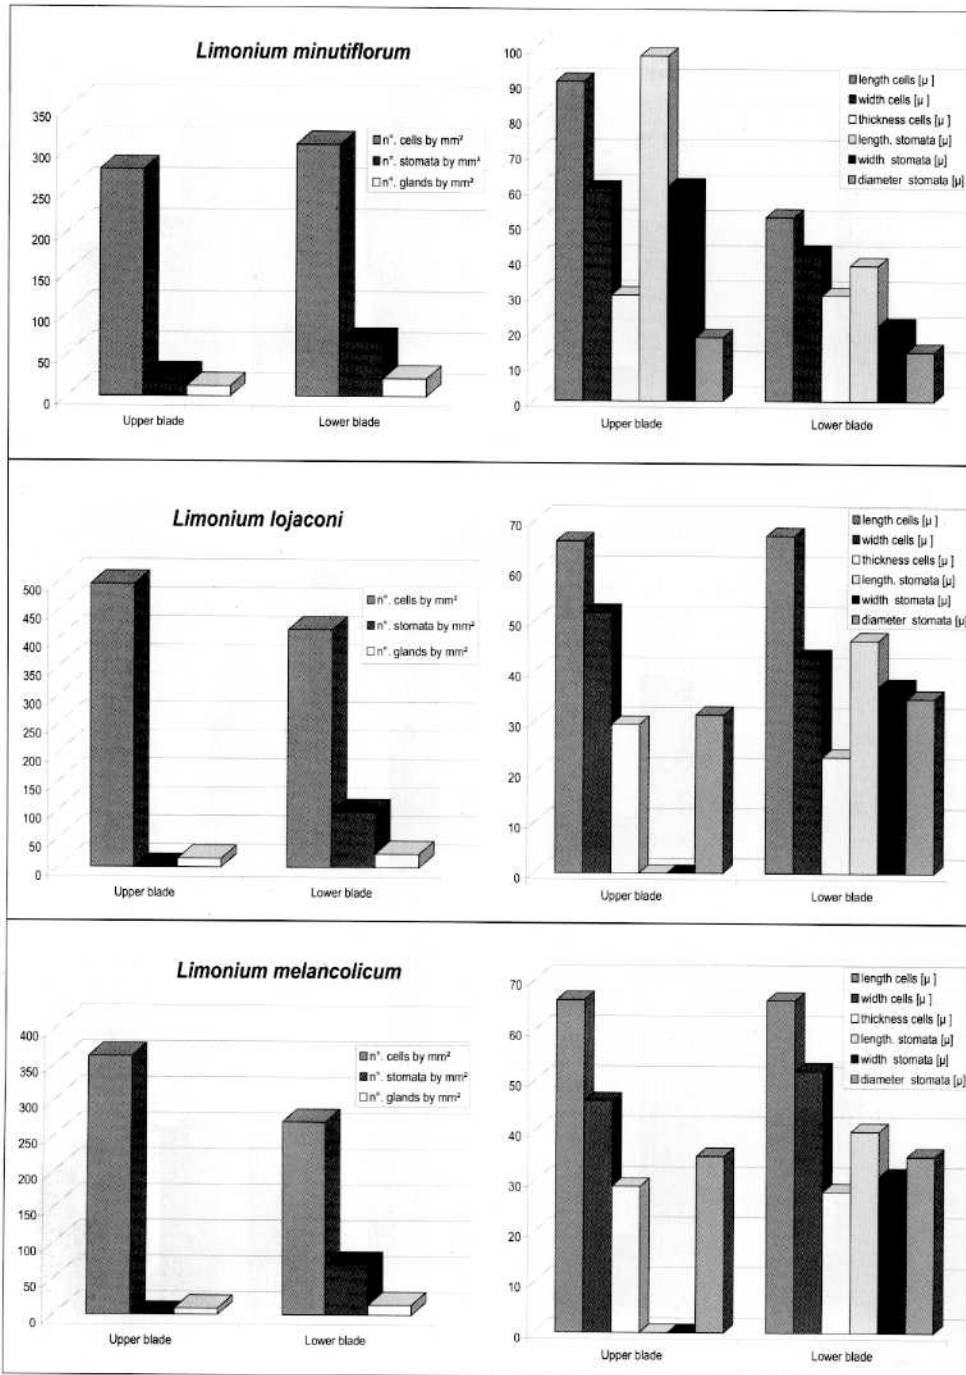 Limonium minutiflorum
350
300
250
200
150
100
50
0
Upper blade
Lower blade
n°. cells by mm²
n°. stomata by mm²
n°. glands by mm²
100
90
80
70
60
50
40
30
20
10
0
Upper blade
Lower blade
length cells [µ ]
width cells [µ ]
thickness cells [µ ]
length. stomata [µ]
width stomata [µ]
diameter stomata [µ]
Limonium lojaconi
500
450
400
350
300
250
200
150
100
50
0
Upper blade
Lower blade
n°. cells by mm²
n°. stomata by mm²
n°. glands by mm²
70
60
50
40
30
20
10
0
Upper blade
Lower blade
length cells [µ ]
width cells [µ ]
thickness cells [µ ]
length. stomata [µ]
width stomata [µ]
diameter stomata [µ]
Limonium melancolicum
400
350
300
250
200
150
100
50
0
Upper blade
Lower blade
n°. cells by mm²
n°. stomata by mm²
n°. glands by mm²
70
60
50
40
30
20
10
0
Upper blade
Lower blade
length cells [µ ]
width cells [µ ]
thickness cells [µ ]
length. stomata [µ]
width stomata [µ]
diameter stomata [µ]